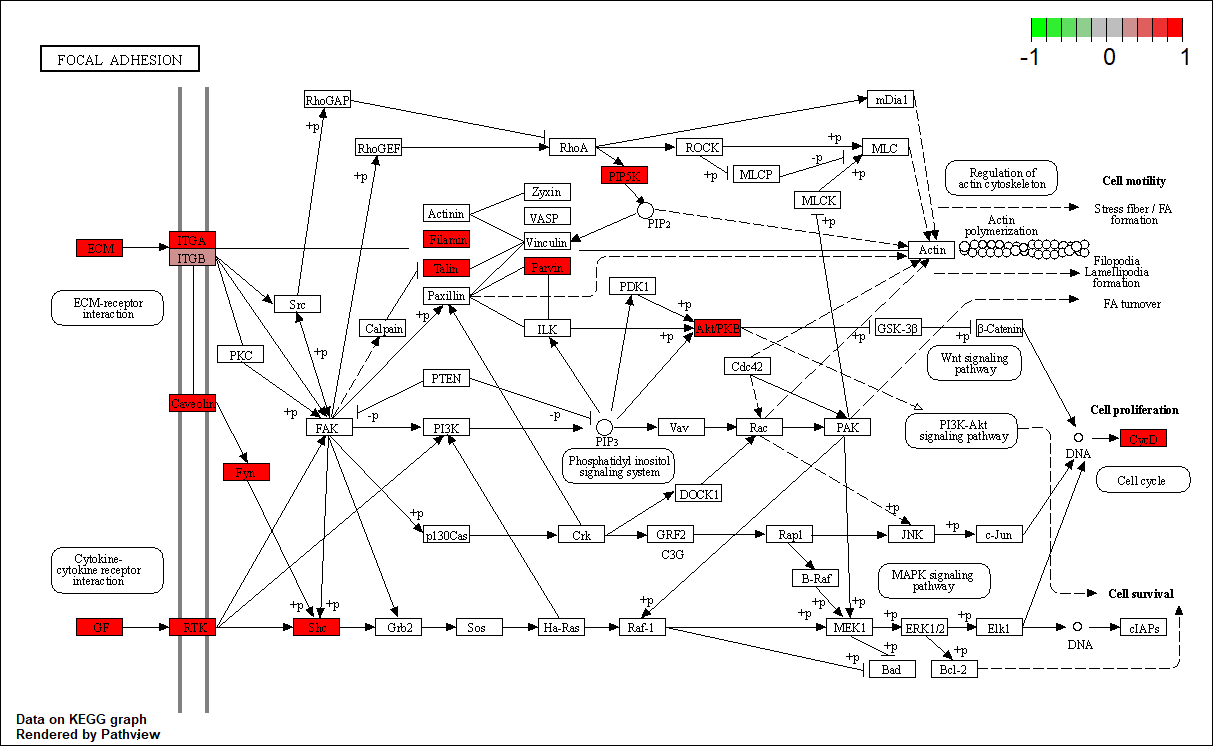 -1 0 1
FOCAL ADHESION
RhoGAP
mDia1
+p
RhoGEF
RhoA
ROCK
+p
MLC
-p
+p
+p
MLCP
+p
PIP5K
MLCK
+p
Regulation of
actin cytoskeleton
Cell motility
Zyxin
Actinin
VASP
PIP2
Stress fiber / FA
formation
Actin
polymerization
ECM
ITGA
ITGB
Filamin
Vinculin
Actin
Talin
Parvin
Filopodia
Lamellipodia
formation
ECM-receptor
interaction
Src
Paxillin
PDK1
+p
FA turnover
+p
Calpain
ILK
Akt/PKB
+p
GSK-3β
+p
β-Catenin
+p
PKC
Cdc42
Wnt signaling
pathway
PTEN
Caveolin
+p
-p
-p
Cell proliferation
FAK
PI3K
PIP3
Vav
Rac
PAK
PI3K-Akt
signaling pathway
CycD
DNA
Fyn
Phosphatidyl inositol
signaling system
Cell cycle
DOCK1
+p
+p
p130Cas
Crk
GRF2
C3G
Rap1
JNK
+p
c-Jun
Cytokine-
cytokine receptor
interaction
B-Raf
MAPK signaling
pathway
Cell survival
+p
+p
+p
+p
+p
+p
+p
+p
GF
RTK
Shc
Grb2
Sos
Ha-Ras
Raf-1
MEK1
ERK1/2
Elk1
DNA
cIAPs
+p
+p
+p
Bad
Bcl-2
Data on KEGG graph
Rendered by Pathview